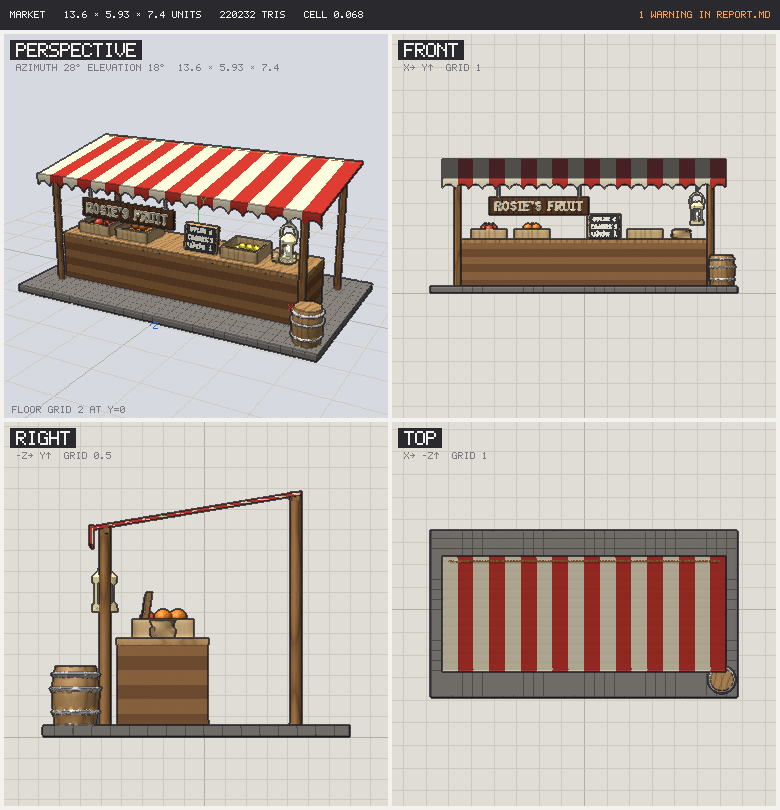 MARKET 13.6 × 5.93 × 7.4 UNITS 220232 TRIS CELL 0.068
1 WARNING IN REPORT.MD
PERSPECTIVE
AZIMUTH 28° ELEVATION 18° 13.6 × 5.93 × 7.4
ROSIE'S FRUIT
-Z
FLOOR GRID 2 AT Y=0
FRONT
X→ Y↑ GRID 1
ROSIE'S FRUIT
RIGHT
-Z→ Y↑ GRID 0.5
TOP
X→ -Z↑ GRID 1